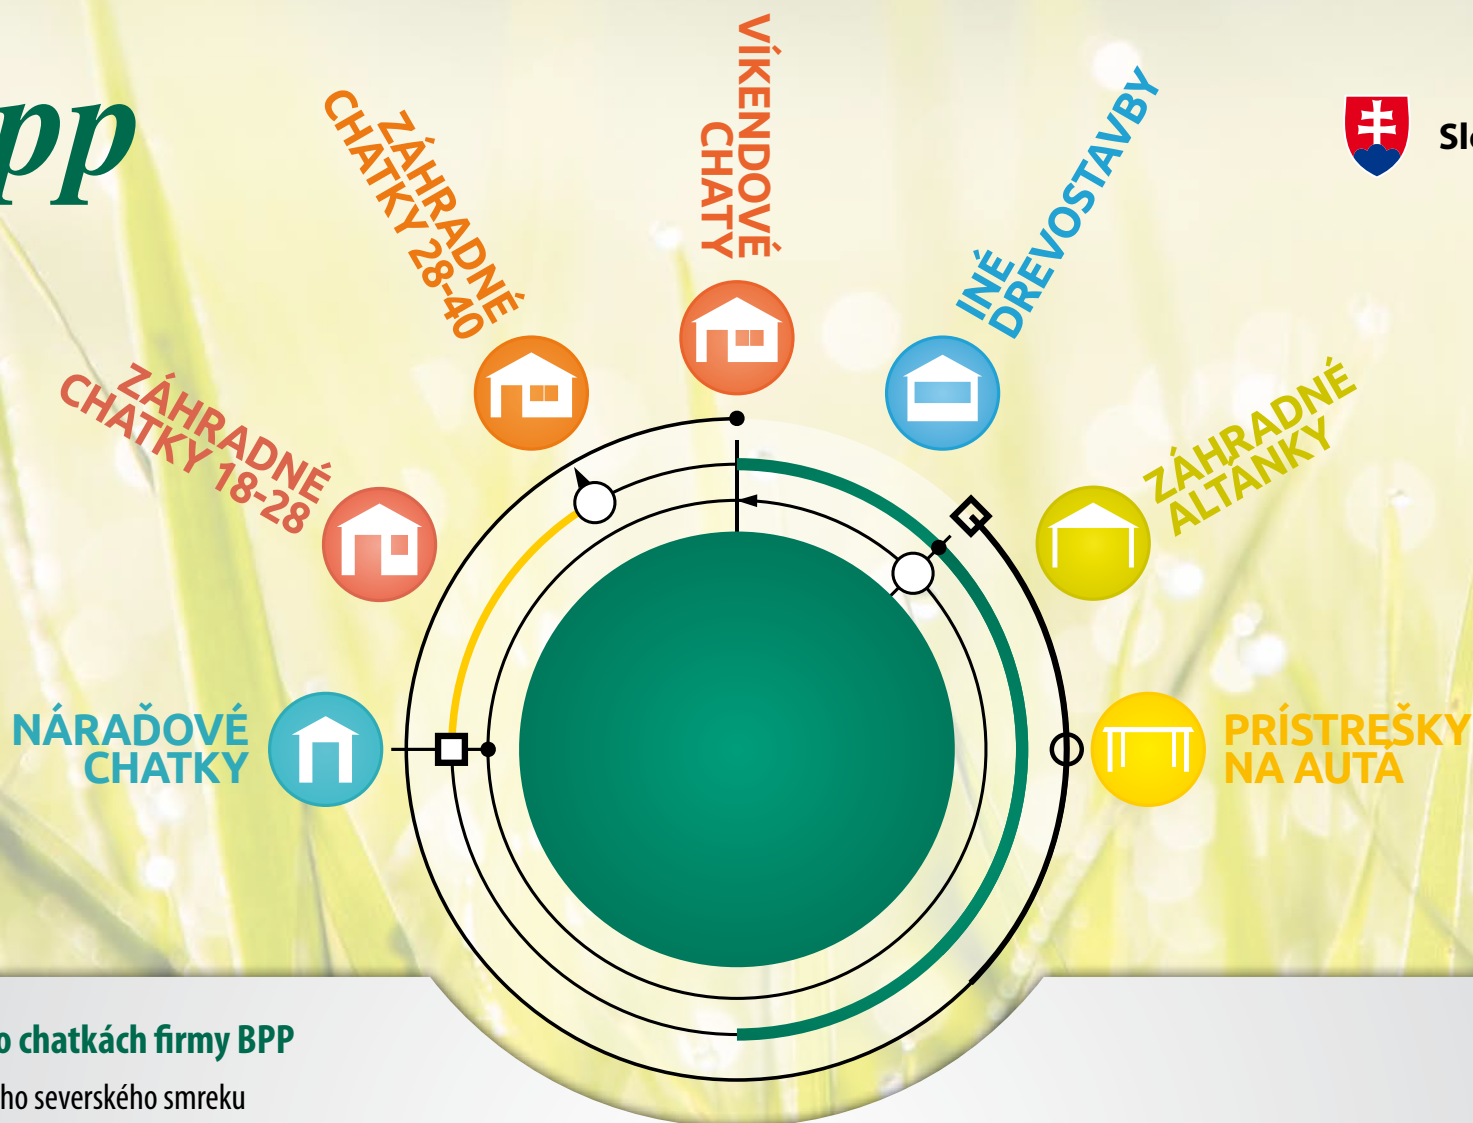 pp
VÍKENDOVÉ
CHATY
ZÁHRADNÉ
CHATKY 28-40
INÉ
DREVOSTAVBY
ZÁHRADNÉ
CHATKY 18-28
ZÁHRADNÉ
ALTÁNKY
NÁRAĎOVÉ
CHATKY
PRÍSTREŠKY
NA AUTÁ
o chatkách firmy BPP
ho severského smreku